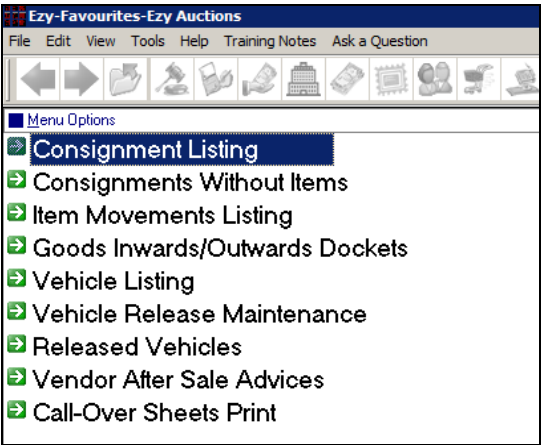 Ezy-Favourites-Ezy Auctions
File Edit View Tools Help Training Notes Ask a Question
Menu Options
Consignment Listing
Consignments Without Items
Item Movements Listing
Goods Inwards/Outwards Dockets
Vehicle Listing
Vehicle Release Maintenance
Released Vehicles
Vendor After Sale Advices
Call-Over Sheets Print